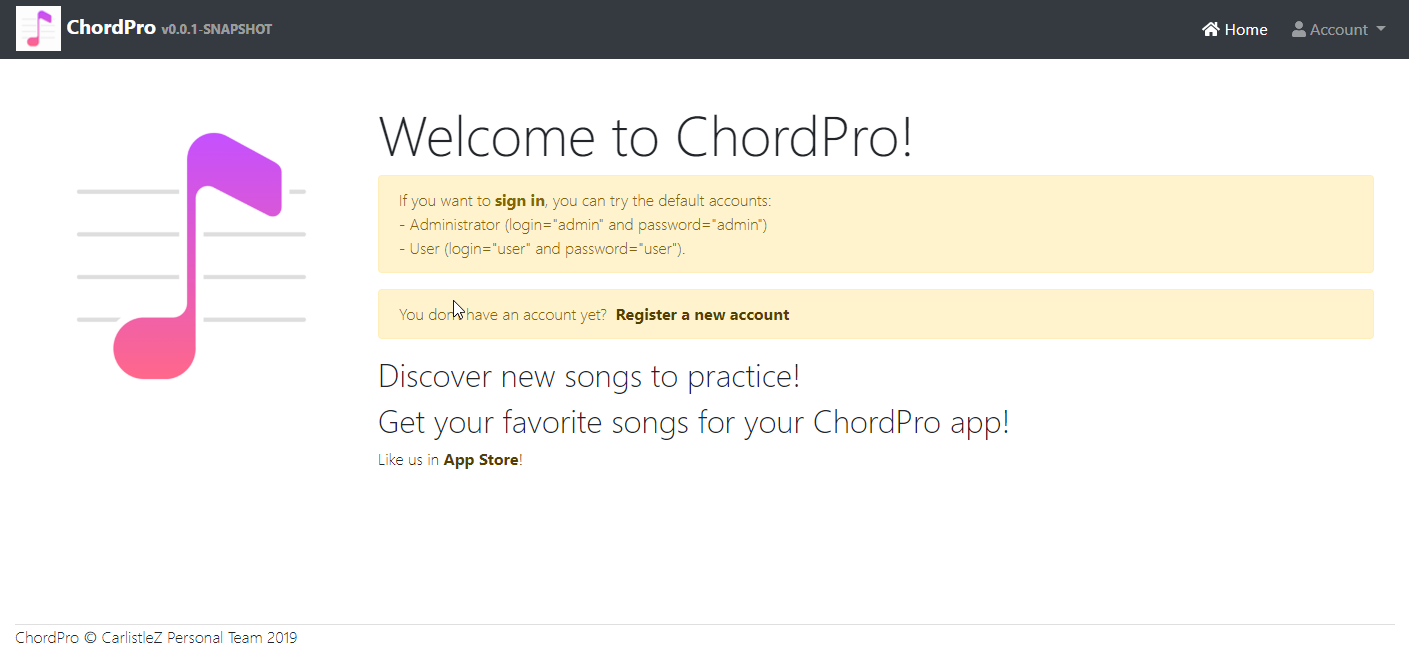 ChordPro v0.0.1-SNAPSHOT
Home
Account
Welcome to ChordPro!
If you want to sign in, you can try the default accounts:
- Administrator (login="admin" and password="admin")
- User (login="user" and password="user").
You don't have an account yet? Register a new account
Discover new songs to practice!
Get your favorite songs for your ChordPro app!
Like us in App Store!
ChordPro © CarlistleZ Personal Team 2019